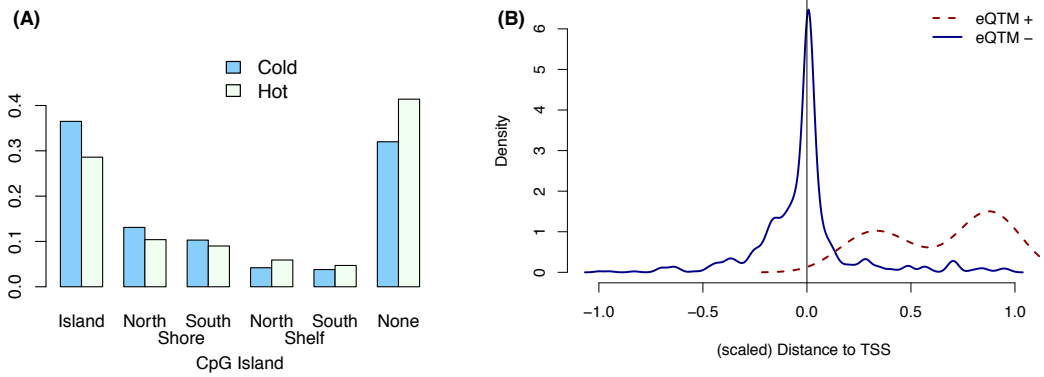 (A)
Cold
Hot
0.4
0.3
0.2
0.1
0.0
Island North South North South None
Shore Shelf
CpG Island
(B)
eQTM +
eQTM −
6
5
4
3
2
1
0
Density
−1.0 −0.5 0.0 0.5 1.0
(scaled) Distance to TSS